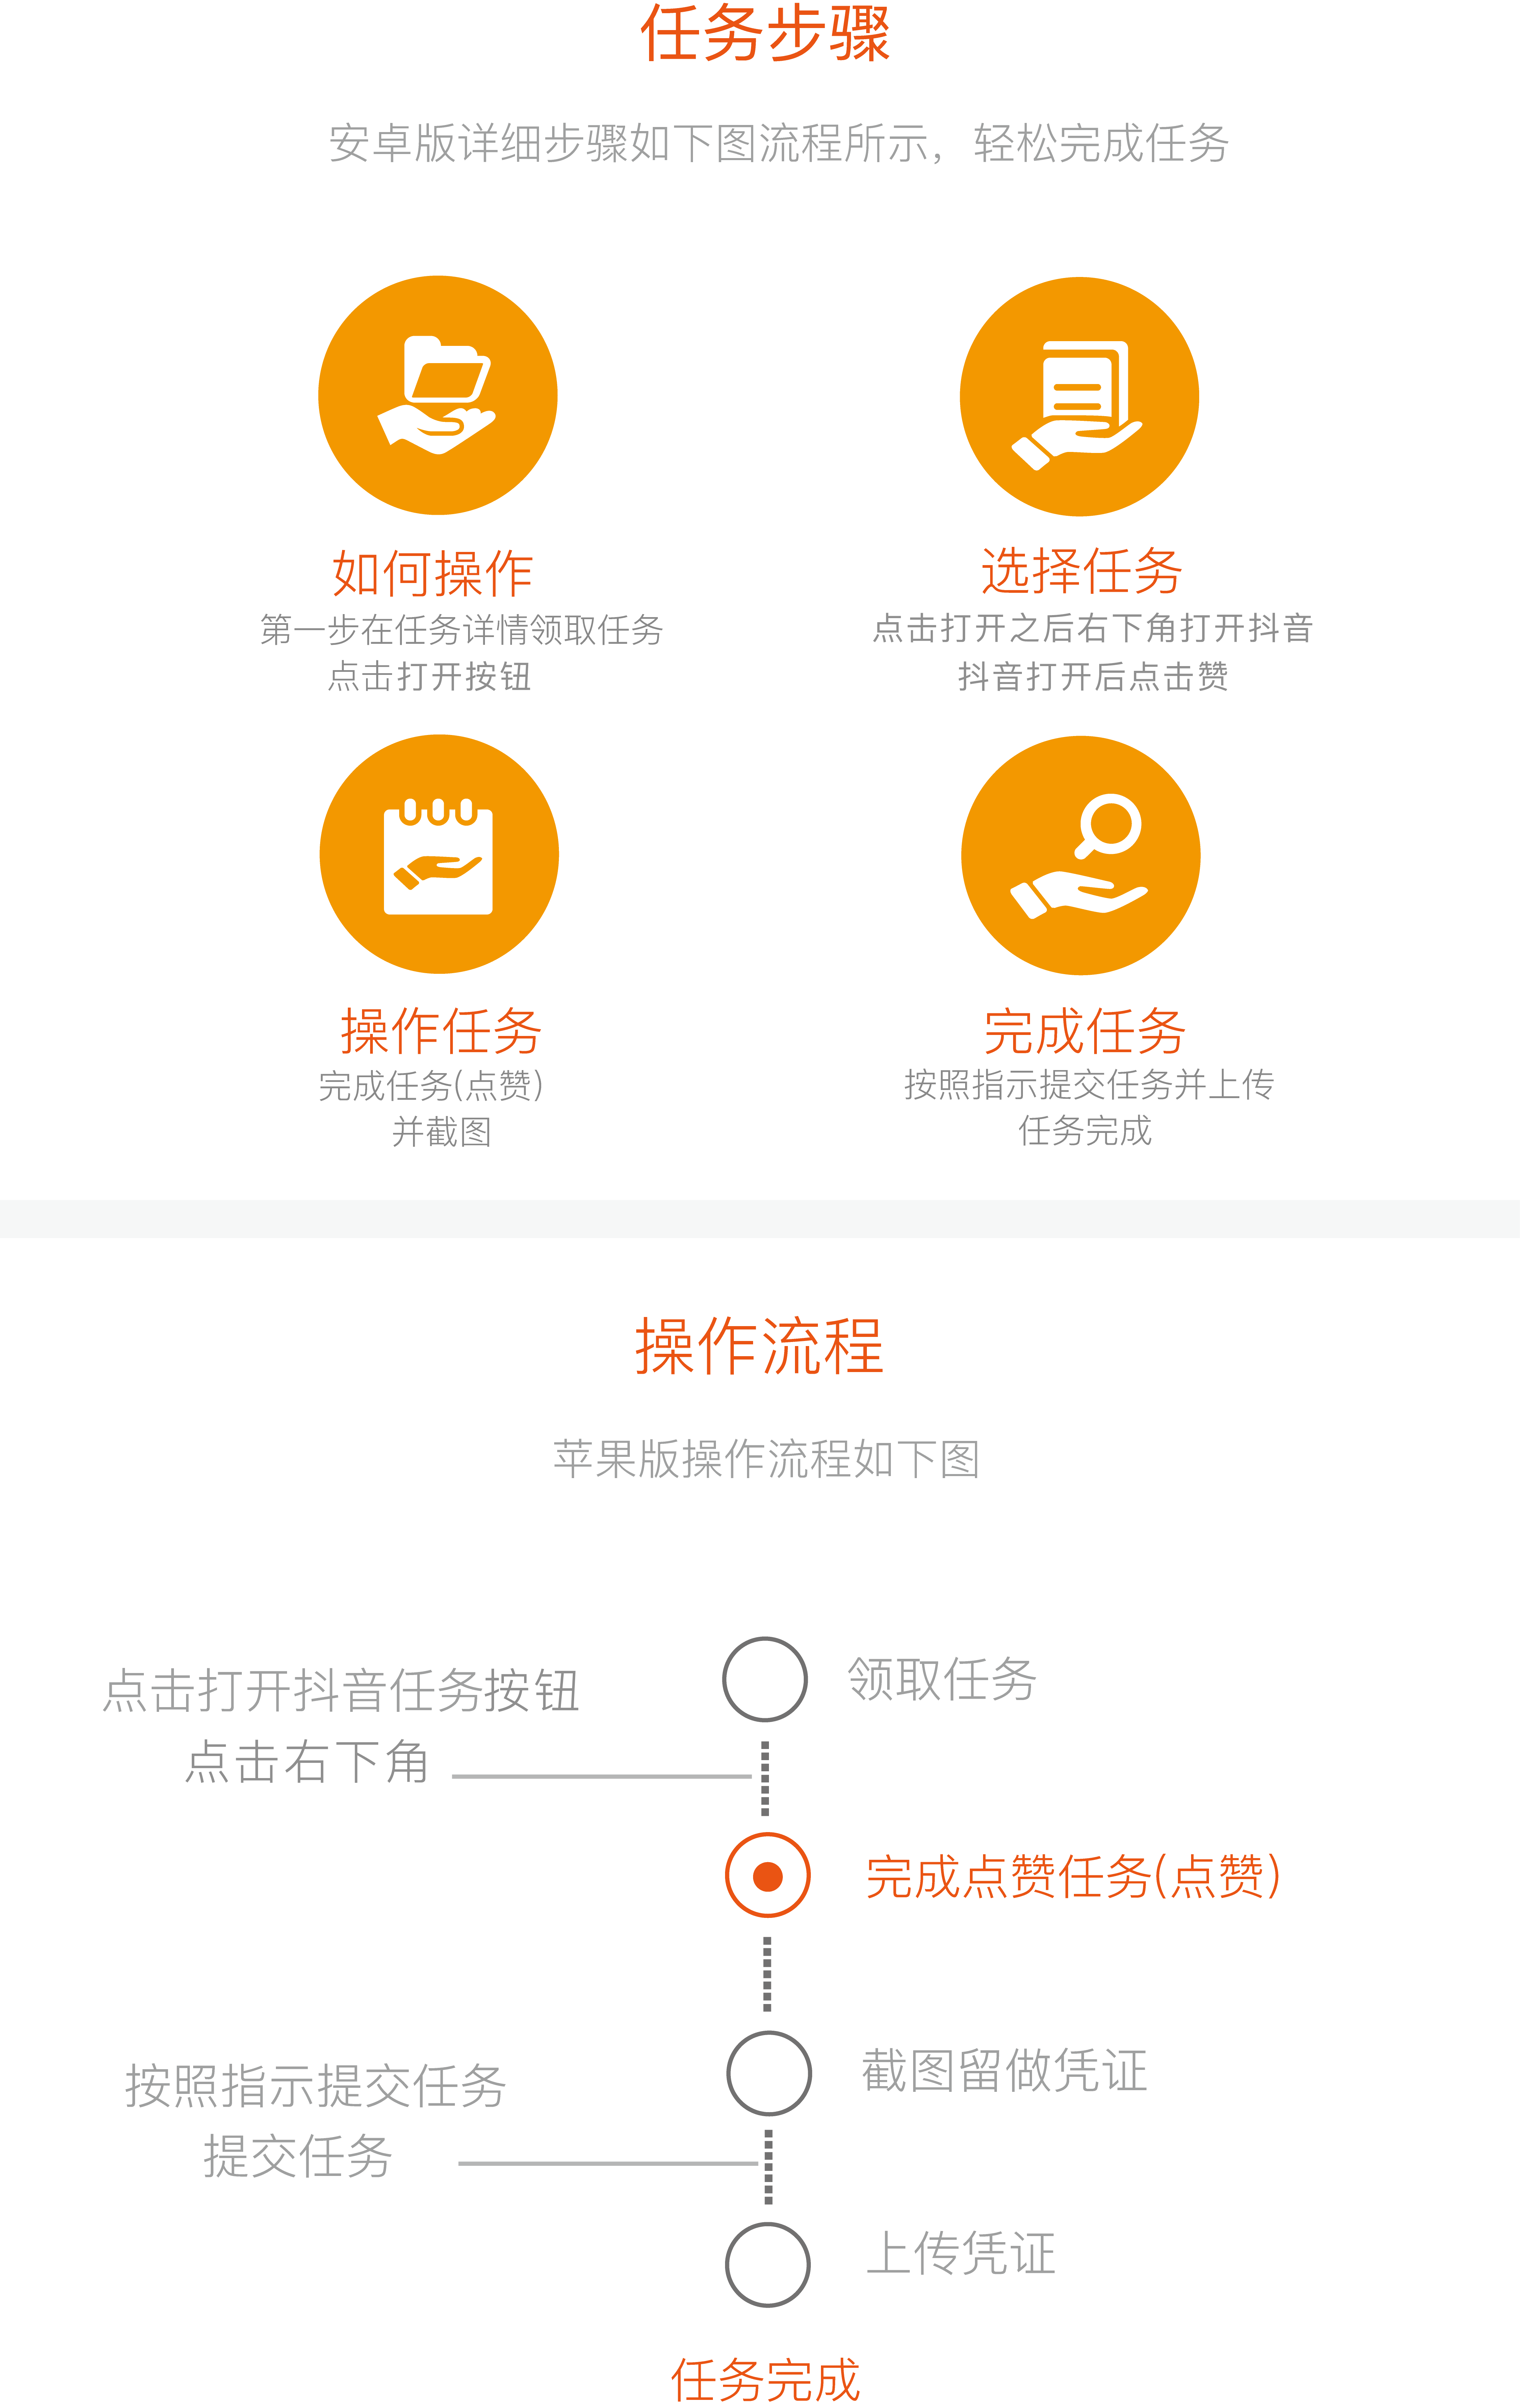 任务步骤
安卓版详细步骤如下图流程所示，轻松完成任务
如何操作
第一步在任务详情领取任务
点击打开按钮
选择任务
点击打开之后右下角打开抖音
抖音打开后点击赞
操作任务
完成任务(点赞)
并截图
完成任务
按照指示提交任务并上传
任务完成
操作流程
苹果版操作流程如下图
领取任务
点击打开抖音任务按钮
点击右下角
完成点赞任务(点赞)
截图留做凭证
按照指示提交任务
提交任务
上传凭证
任务完成